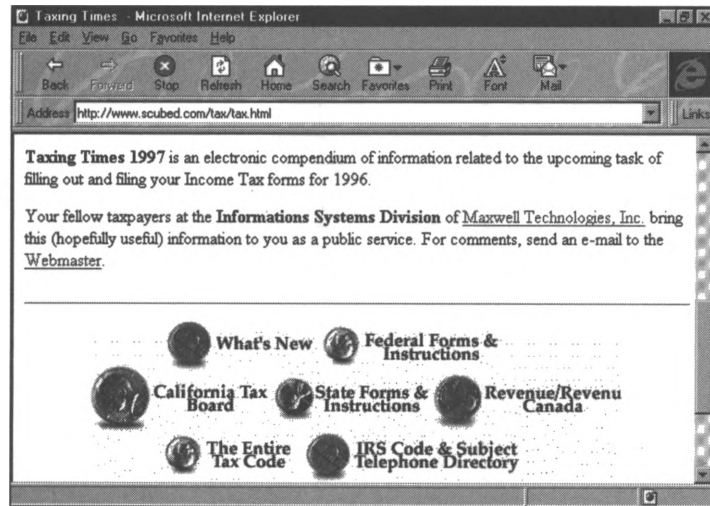 Taxing Times - Microsoft Internet Explorer
File Edit View Go Favorites Help
Back Forward Stop Refresh Home Search Favorites Print Font Mail
Address http://www.scubed.com/tax/tax.html Links
Taxing Times 1997 is an electronic compendium of information related to the upcoming task of
filling out and filing your Income Tax forms for 1996.
Your fellow taxpayers at the Informations Systems Division of Maxwell Technologies, Inc. bring
this (hopefully useful) information to you as a public service. For comments, send an e-mail to the
Webmaster.
What's New Federal Forms &
Instructions
California Tax
Board
State Forms &
Instructions
Revenue/Revenu
Canada
The Entire
Tax Code
IRS Code & Subject
Telephone Directory